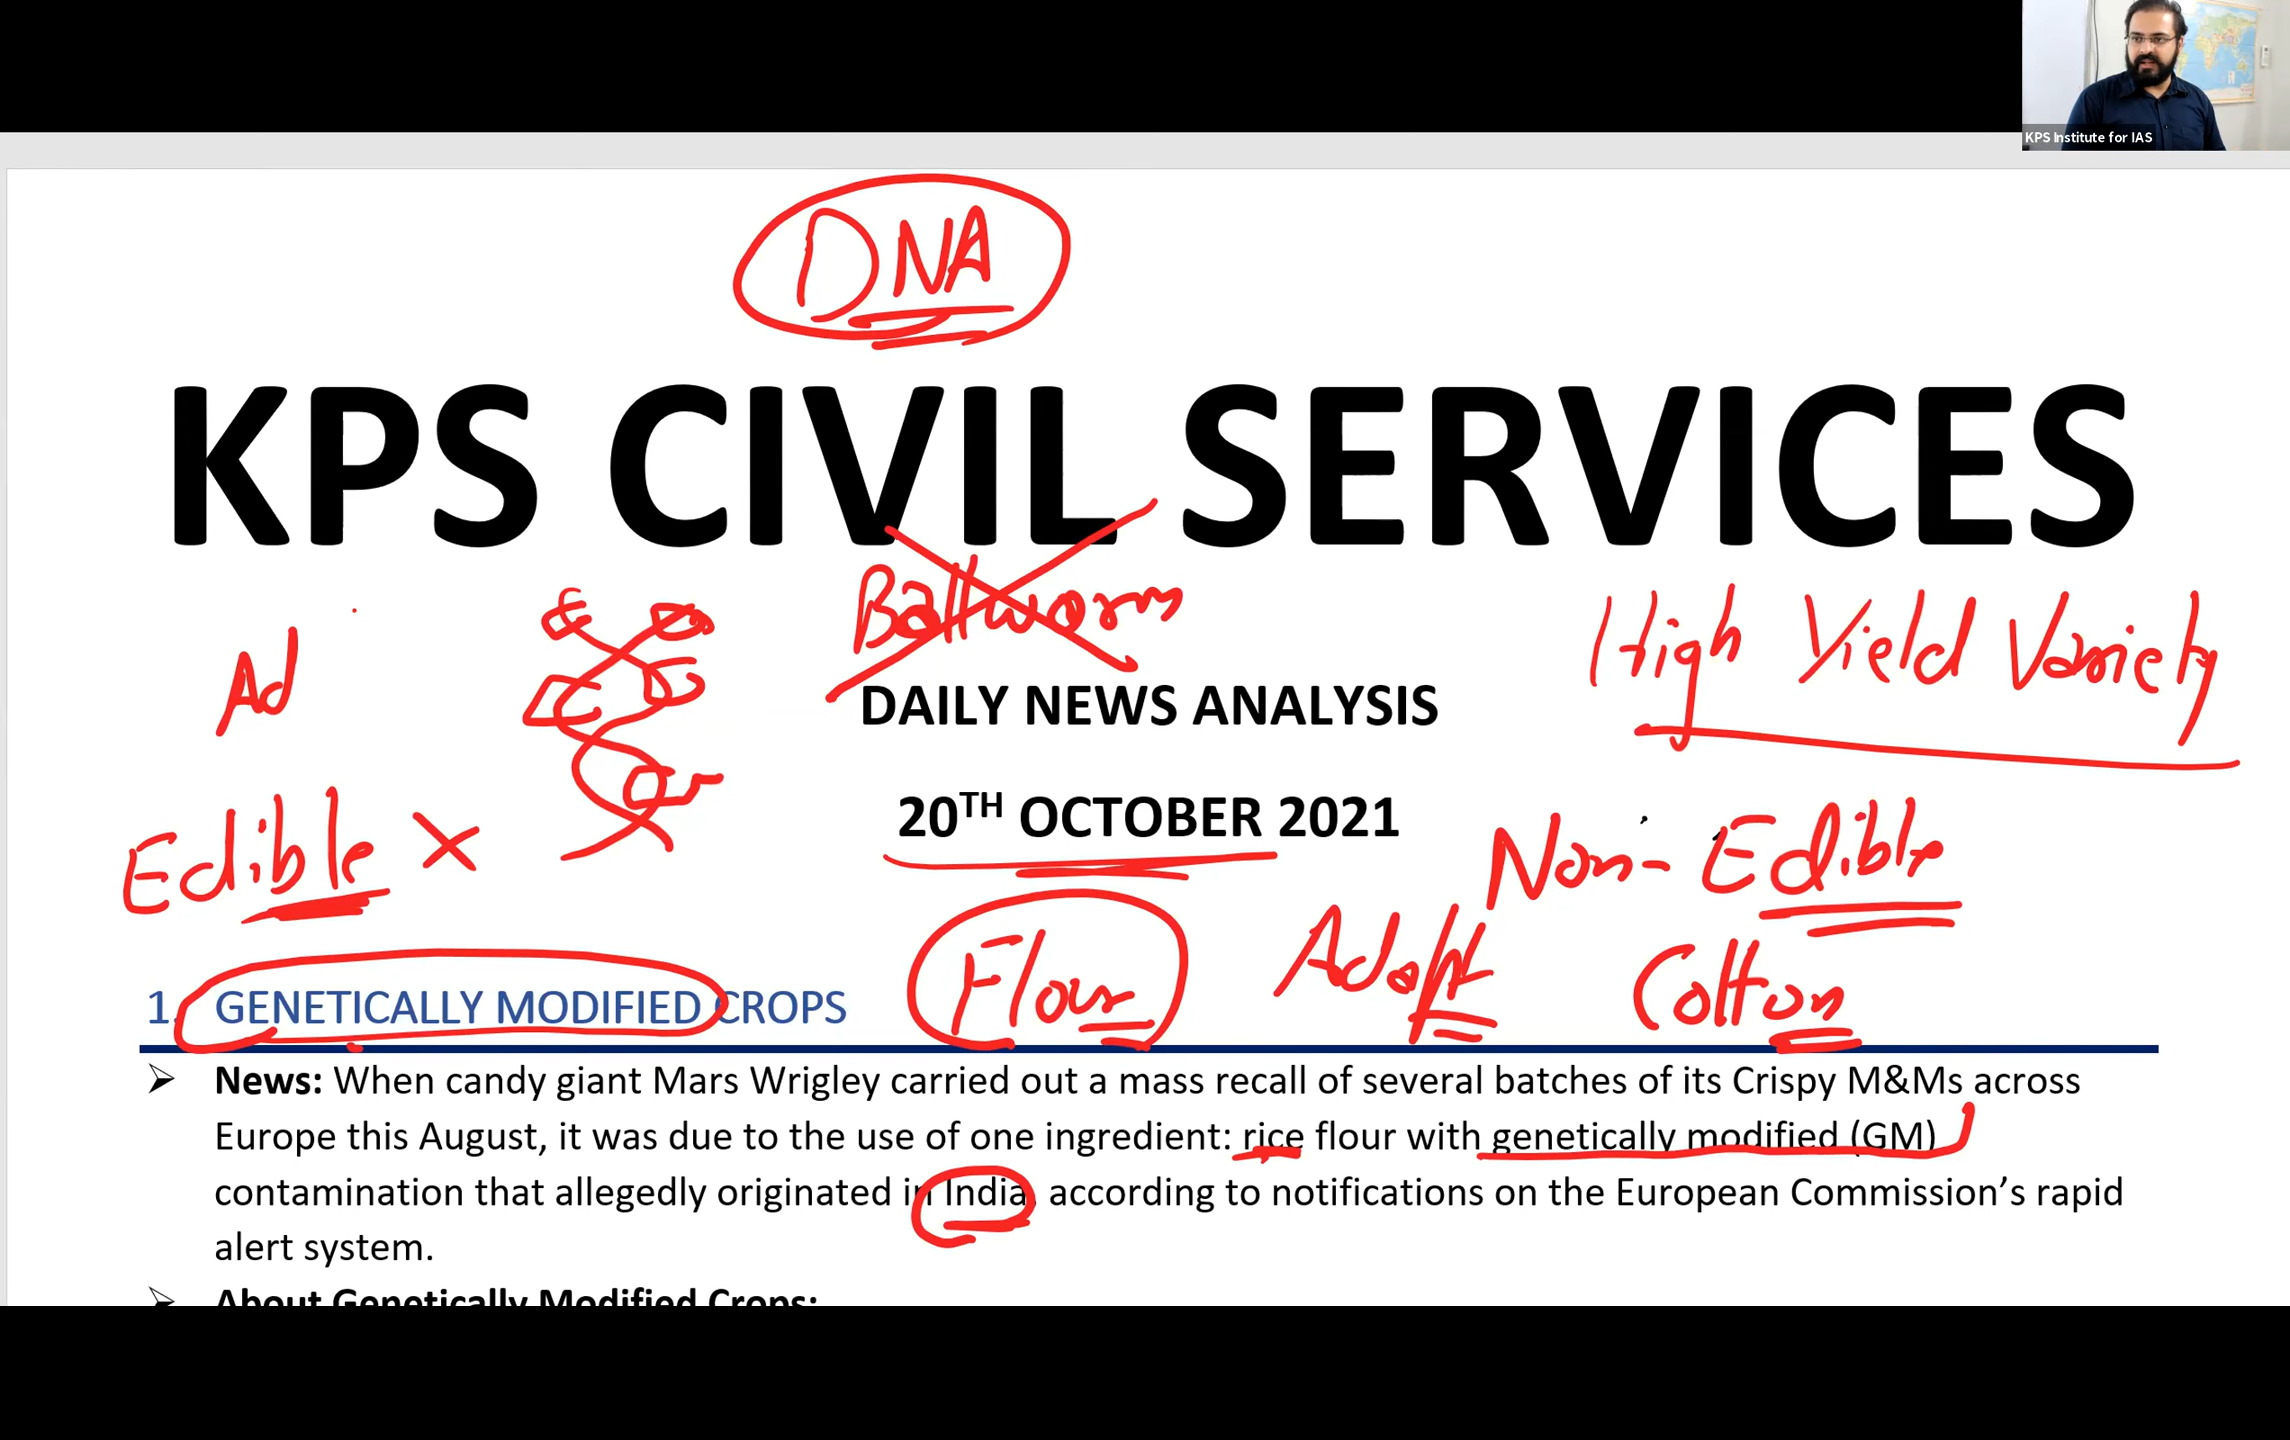 KPS Institute for IAS
DNA
KPS CIVIL SERVICES
Ballworm
High Yield Variety
Ad
DAILY NEWS ANALYSIS
20TH OCTOBER 2021
Edible ×
Non-Edible
Flour
Adopt
Cotton
1. GENETICALLY MODIFIED CROPS
➢ News: When candy giant Mars Wrigley carried out a mass recall of several batches of its Crispy M&Ms across
Europe this August, it was due to the use of one ingredient: rice flour with genetically modified (GM)
contamination that allegedly originated in India, according to notifications on the European Commission’s rapid
alert system.
➢ About Genetically Modified Crops: